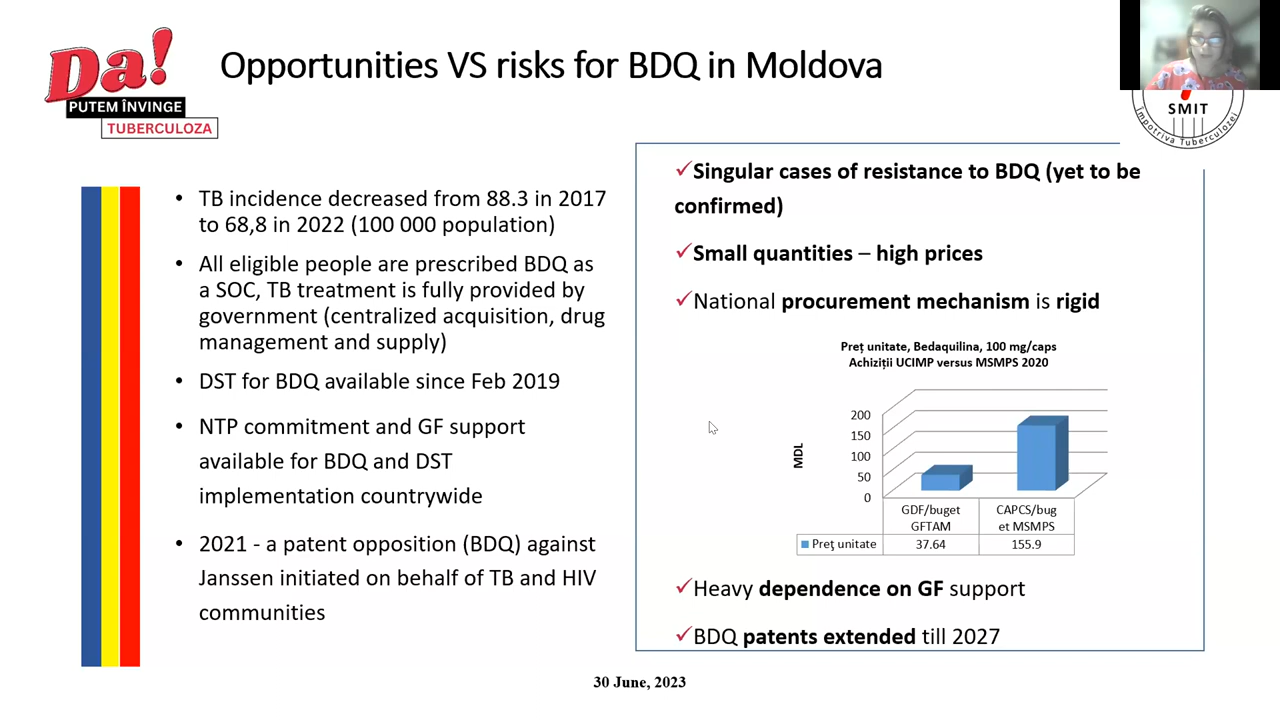 Da!
PUTEM ÎNVINGE
TUBERCULOZA
Opportunities VS risks for BDQ in Moldova
SMIT
Împotriva Tuberculozei
• TB incidence decreased from 88.3 in 2017
to 68,8 in 2022 (100 000 population)
• All eligible people are prescribed BDQ as
a SOC, TB treatment is fully provided by
government (centralized acquisition, drug
management and supply)
• DST for BDQ available since Feb 2019
• NTP commitment and GF support
available for BDQ and DST
implementation countrywide
• 2021 - a patent opposition (BDQ) against
Janssen initiated on behalf of TB and HIV
communities
✓Singular cases of resistance to BDQ (yet to be
confirmed)
✓Small quantities – high prices
✓National procurement mechanism is rigid
Preț unitate, Bedaquilina, 100 mg/caps
Achiziții UCIMP versus MSMPS 2020
MDL
200
150
100
50
0
GDF/buget
GFTAM
CAPCS/bug
et MSMPS
Preţ unitate
37.64
155.9
✓Heavy dependence on GF support
✓BDQ patents extended till 2027
30 June, 2023